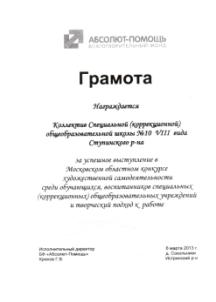 АБСОЛЮТ-ПОМОЩЬ
БЛАГОТВОРИТЕЛЬНЫЙ ФОНД
Грамота
Награждается
Коллектив Специальной (коррекционной)
общеобразовательной школы №10 VIII вида
Ступинского р-на
за успешное выступление в
Московском областном конкурсе
художественной самодеятельности
среди обучающихся, воспитанников специальных
(коррекционных) общеобразовательных учреждений
и творческий подход к работе
Исполнительный директор
БФ «Абсолют-Помощь»
6 марта 2013 г.
Истринский р-н